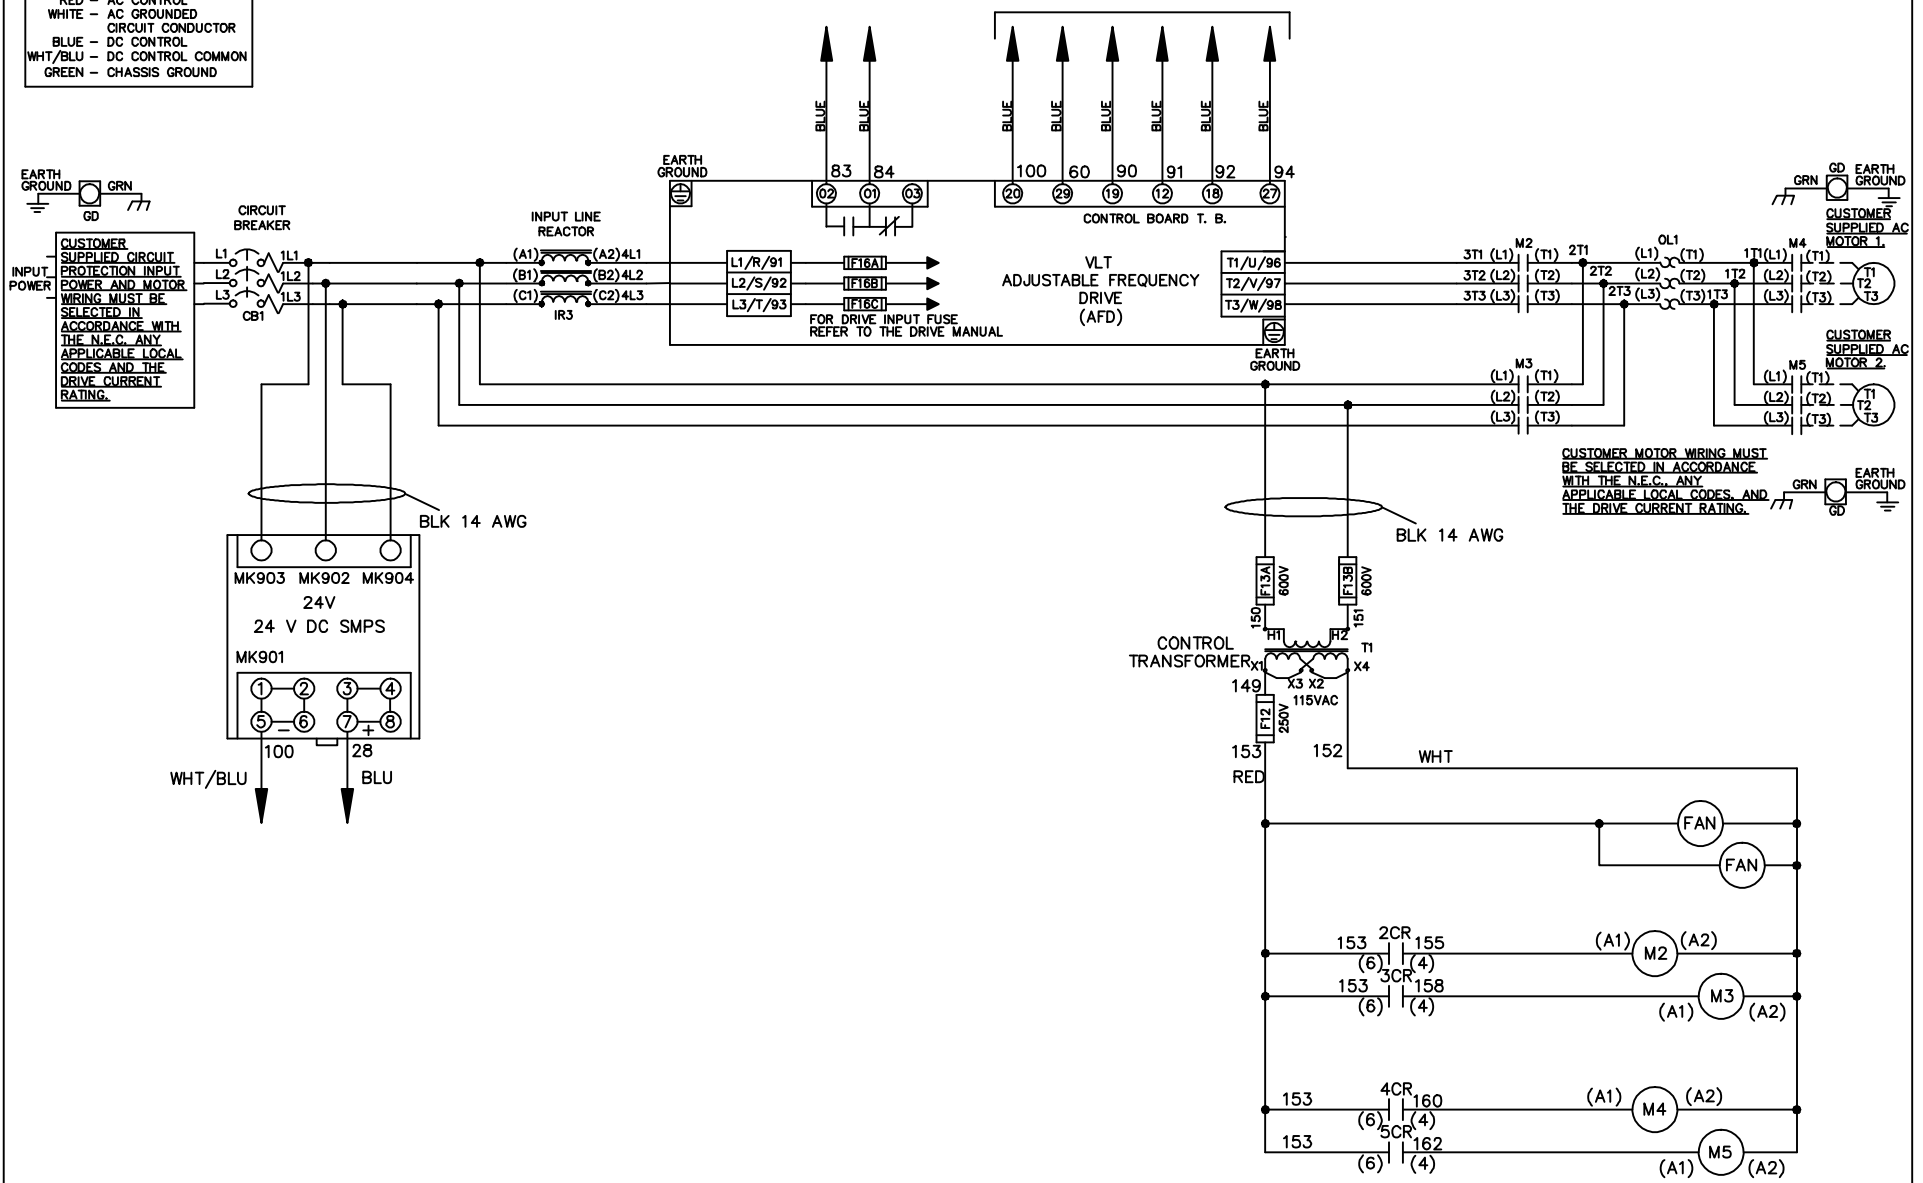 RED – AC CONTROL
WHITE – AC GROUNDED
CIRCUIT CONDUCTOR
BLUE – DC CONTROL
WHT/BLU – DC CONTROL COMMON
GREEN – CHASSIS GROUND
BLUE
BLUE
BLUE
BLUE
BLUE
BLUE
BLUE
BLUE
EARTH
GROUND
GRN
GD
EARTH
GROUND
83
84
02
01
03
100
60
90
91
92
94
20
29
19
12
18
27
CONTROL BOARD T. B.
GRN
GD
EARTH
GROUND
INPUT
POWER
CUSTOMER
SUPPLIED CIRCUIT
PROTECTION INPUT
POWER AND MOTOR
WIRING MUST BE
SELECTED IN
ACCORDANCE WITH
THE N.E.C. ANY
APPLICABLE LOCAL
CODES AND THE
DRIVE CURRENT
RATING.
CIRCUIT
BREAKER
L1
1L1
L2
1L2
L3
1L3
CB1
INPUT LINE
REACTOR
(A1)
(A2)4L1
(B1)
(B2)4L2
(C1)
(C2)4L3
IR3
L1/R/91
L2/S/92
L3/T/93
F16A
F16B
F16C
FOR DRIVE INPUT FUSE
REFER TO THE DRIVE MANUAL
VLT
ADJUSTABLE FREQUENCY
DRIVE
(AFD)
T1/U/96
T2/V/97
T3/W/98
EARTH
GROUND
M2
3T1 (L1) (T1) 2T1
3T2 (L2) (T2) 2T2
3T3 (L3) (T3) 2T3
OL1
(L1) (T1) 1T1
(L2) (T2) 1T2
(L3) (T3) 1T3
M4
(L1) (T1)
(L2) (T2)
(L3) (T3)
T1
T2
T3
CUSTOMER
SUPPLIED AC
MOTOR 1.
M3
(L1) (T1)
(L2) (T2)
(L3) (T3)
M5
(L1) (T1)
(L2) (T2)
(L3) (T3)
T1
T2
T3
CUSTOMER
SUPPLIED AC
MOTOR 2.
CUSTOMER MOTOR WIRING MUST
BE SELECTED IN ACCORDANCE
WITH THE N.E.C., ANY
APPLICABLE LOCAL CODES, AND
THE DRIVE CURRENT RATING.
GRN
GD
EARTH
GROUND
BLK 14 AWG
MK903 MK902 MK904
24V
24 V DC SMPS
MK901
1 2 3 4
5 6 7 8
– +
100
28
WHT/BLU
BLU
BLK 14 AWG
F13A
600V
F13B
600V
150
151
H1
H2
T1
CONTROL
TRANSFORMER
X1
X3 X2
X4
115VAC
149
F12
250V
153
152
RED
WHT
FAN
FAN
2CR
153 155
(6) (4)
(A1) M2 (A2)
3CR
153 158
(6) (4)
(A1) M3 (A2)
4CR
153 160
(6) (4)
(A1) M4 (A2)
5CR
153 162
(6) (4)
(A1) M5 (A2)